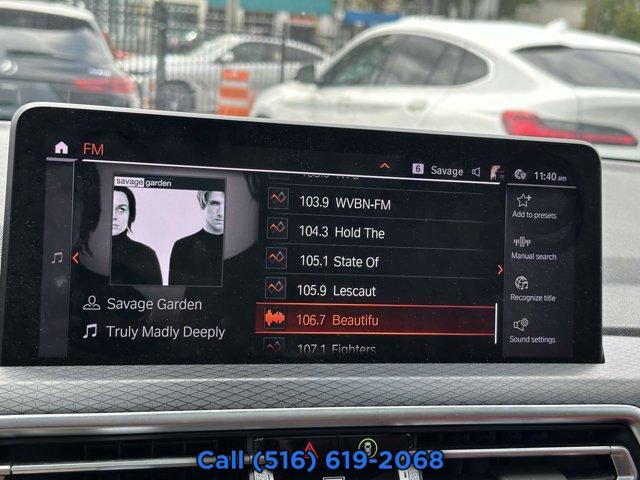 FM
6 Savage
11:40 am
savage garden
Savage Garden
Truly Madly Deeply
103.9 WVBN-FM
104.3 Hold The
105.1 State Of
105.9 Lescaut
106.7 Beautifu
107.1 Fighters
Add to presets
Manual search
Recognize title
Sound settings
Call (516) 619-2068